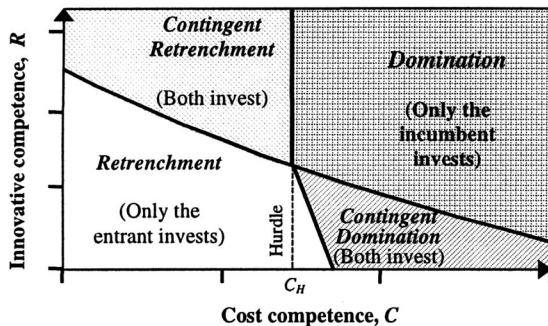 Innovative competence, R
Contingent
Retrenchment
(Both invest)
Domination
(Only the
incumbent
invests)
Retrenchment
(Only the
entrant invests)
Hurdle
Contingent
Domination
(Both invest)
C_H
Cost competence, C